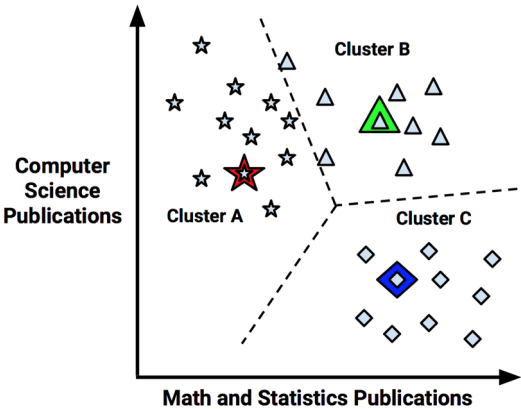 Cluster B
Computer
Science
Publications
Cluster A
Cluster C
Math and Statistics Publications